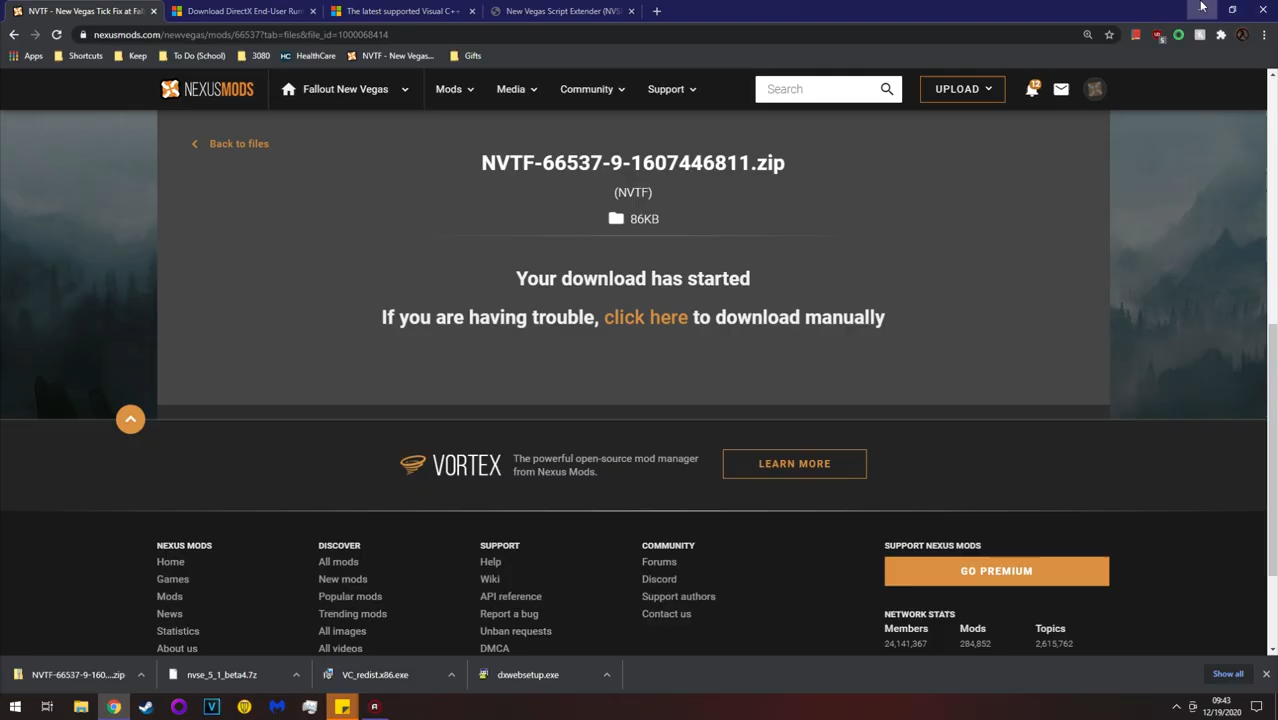 NVTF - New Vegas Tick Fix at Fal
Download DirectX End-User Run
The latest supported Visual C++
New Vegas Script Extender (NVS
nexusmods.com/newvegas/mods/66537?tab=files&file_id=1000068414
Apps
Shortcuts
Keep
To Do (School)
3080
HC HealthCare
NVTF - New Vegas...
Gifts
NEXUSMODS
Fallout New Vegas
Mods
Media
Community
Support
Search
UPLOAD
12
Back to files
NVTF-66537-9-1607446811.zip
(NVTF)
86KB
Your download has started
If you are having trouble, click here to download manually
VORTEX
The powerful open-source mod manager
from Nexus Mods.
LEARN MORE
NEXUS MODS
Home
Games
Mods
News
Statistics
About us
DISCOVER
All mods
New mods
Popular mods
Trending mods
All images
All videos
SUPPORT
Help
Wiki
API reference
Report a bug
Unban requests
DMCA
COMMUNITY
Forums
Discord
Support authors
Contact us
SUPPORT NEXUS MODS
GO PREMIUM
NETWORK STATS
Members
Mods
Topics
24,141,367
284,852
2,615,762
NVTF-66537-9-160....zip
nvse_5_1_beta4.7z
VC_redist.x86.exe
dxwebsetup.exe
Show all
09:43
12/19/2020